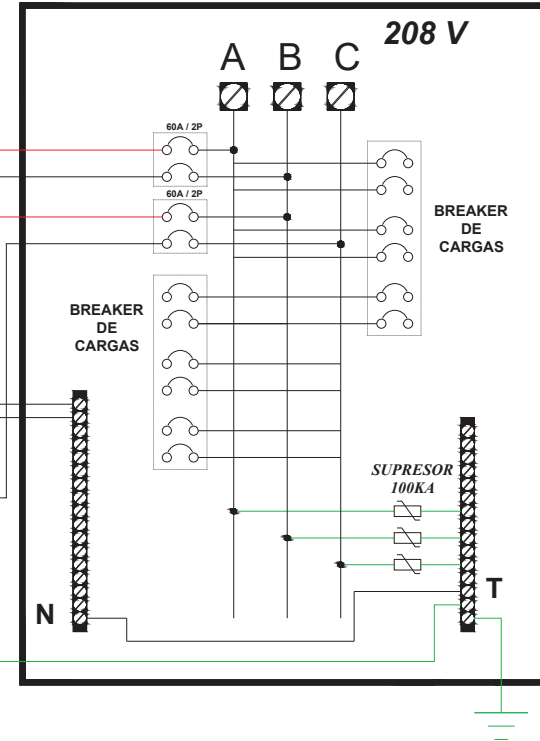 208 V
A B C
60A / 2P
60A / 2P
BREAKER
DE
CARGAS
BREAKER
DE
CARGAS
SUPRESOR
100KA
T
N